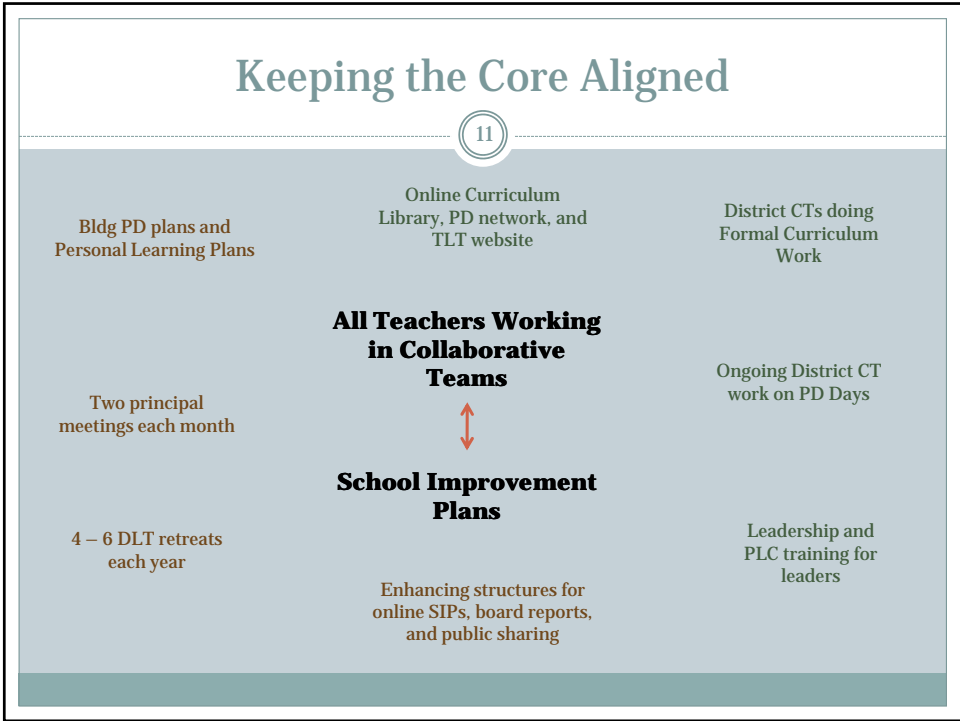 Keeping the Core Aligned
11
Bldg PD plans and
Personal Learning Plans
Online Curriculum
Library, PD network, and
TLT website
District CTs doing
Formal Curriculum
Work
All Teachers Working
in Collaborative
Teams
Two principal
meetings each month
Ongoing District CT
work on PD Days
School Improvement
Plans
4 – 6 DLT retreats
each year
Enhancing structures for
online SIPs, board reports,
and public sharing
Leadership and
PLC training for
leaders